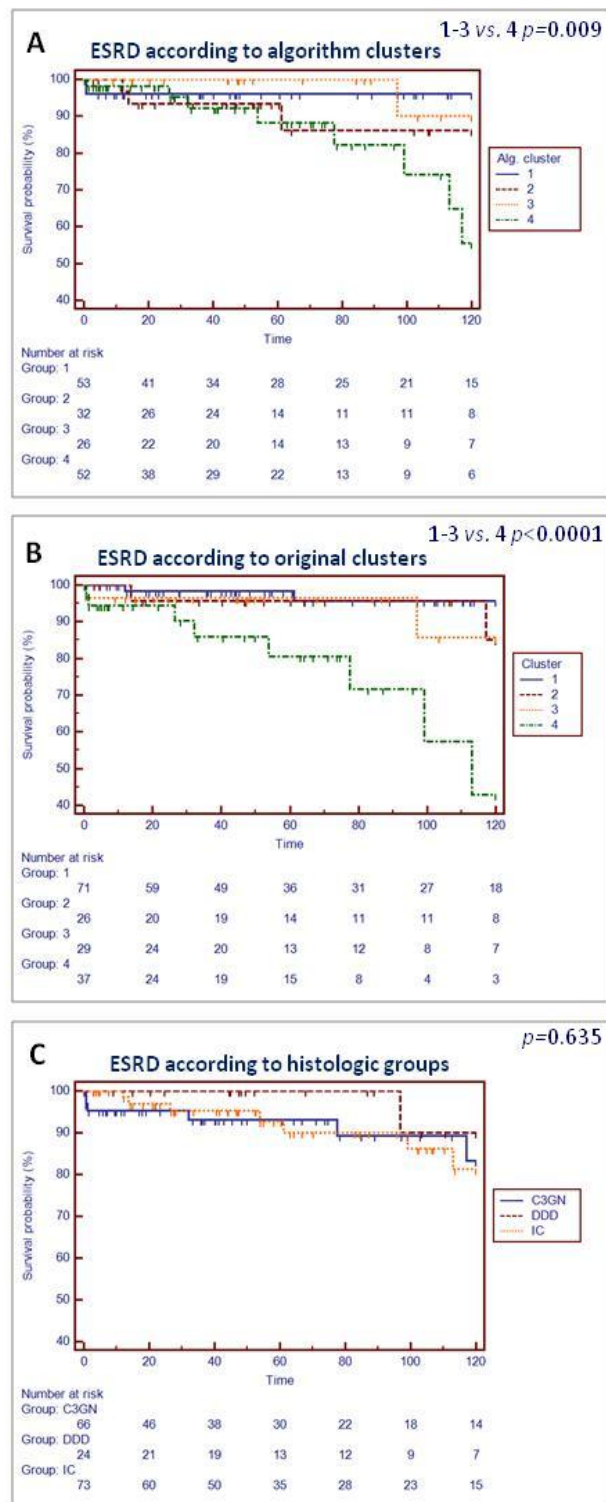 1-3 vs. 4 p=0.009
A
ESRD according to algorithm clusters
100
90
80
70
60
50
40
Survival probability (%)
0 20 40 60 80 100 120
Time
Alg. cluster
1
2
3
4
Number at risk
Group: 1
53 41 34 28 25 21 15
Group: 2
32 26 24 14 11 11 8
Group: 3
26 22 20 14 13 9 7
Group: 4
52 38 29 22 13 9 6
1-3 vs. 4 p<0.0001
B
ESRD according to original clusters
100
90
80
70
60
50
40
Survival probability (%)
0 20 40 60 80 100 120
Time
Cluster
1
2
3
4
Number at risk
Group: 1
71 59 49 36 31 27 18
Group: 2
26 20 19 14 11 11 8
Group: 3
29 24 20 13 12 8 7
Group: 4
37 24 19 15 8 4 3
p=0.635
C
ESRD according to histologic groups
100
90
80
70
60
50
40
Survival probability (%)
0 20 40 60 80 100 120
Time
C3GN
DDD
IC
Number at risk
Group: C3GN
66 46 38 30 22 18 14
Group: DDD
24 21 19 13 12 9 7
Group: IC
73 60 50 35 28 23 15